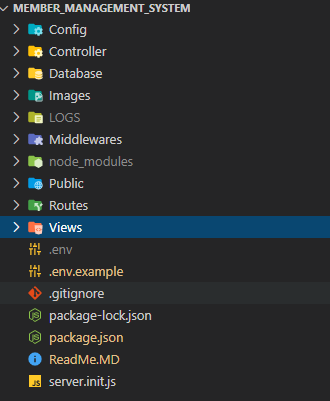 MEMBER_MANAGEMENT_SYSTEM
Config
Controller
Database
Images
LOGS
Middlewares
node_modules
Public
Routes
Views
.env
.env.example
.gitignore
package-lock.json
package.json
ReadMe.MD
server.init.js